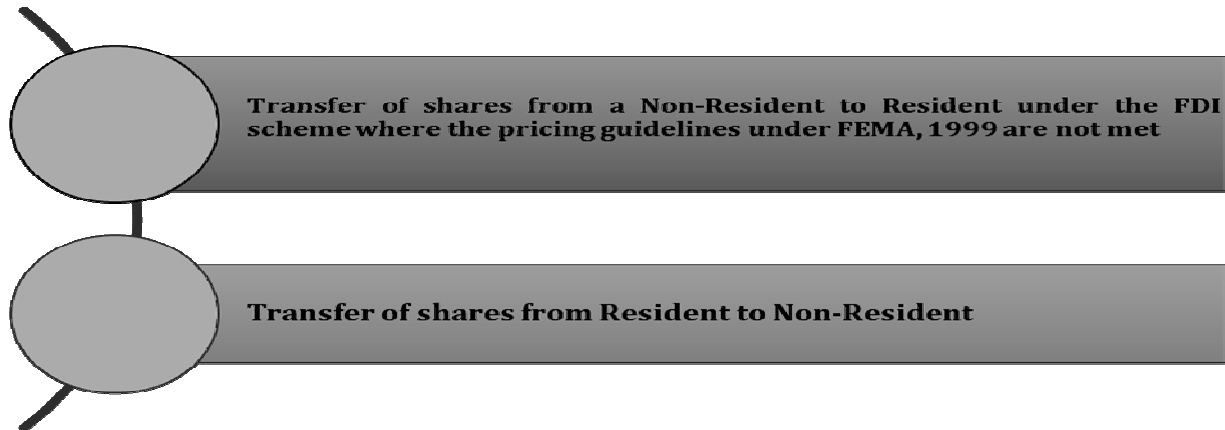 Transfer of shares from a Non-Resident to Resident under the FDI
scheme where the pricing guidelines under FEMA, 1999 are not met
Transfer of shares from Resident to Non-Resident